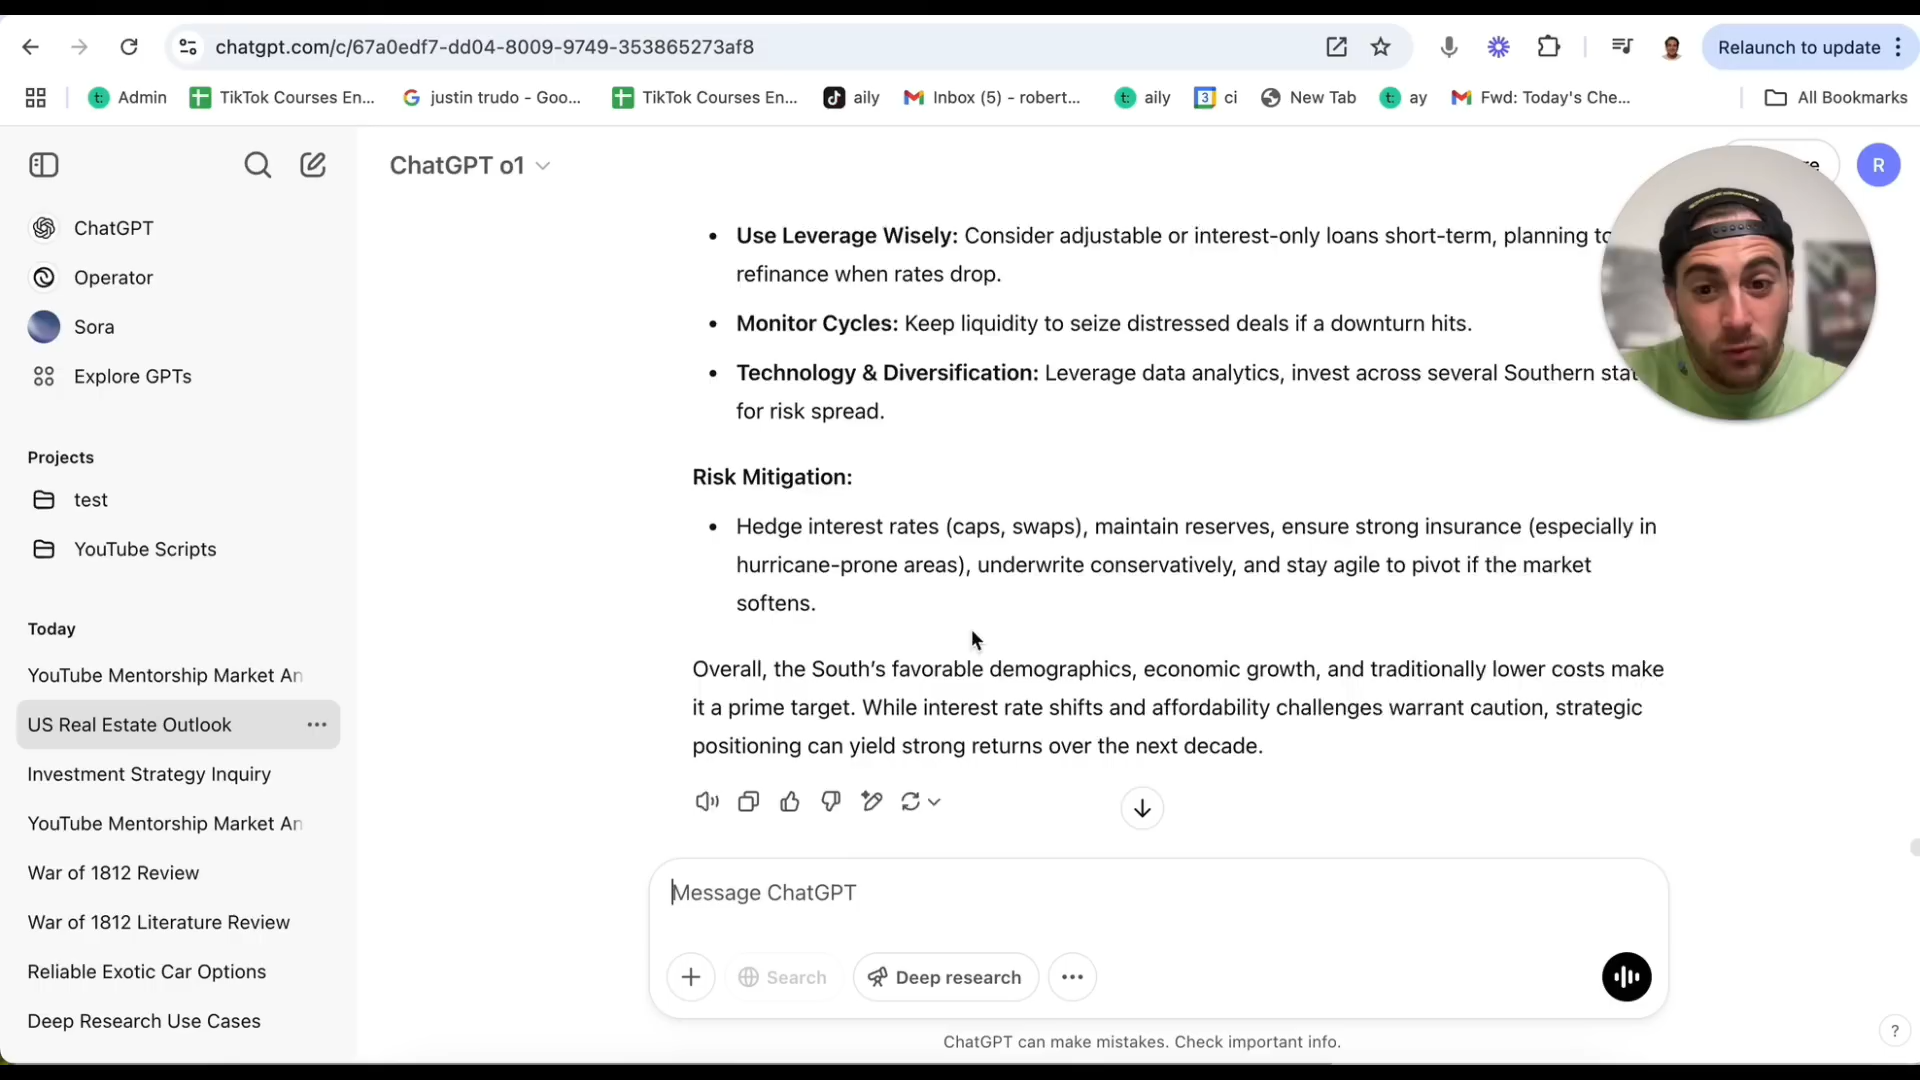 chatgpt.com/c/67a0edf7-dd04-8009-9749-353865273af8
Relaunch to update
Admin
TikTok Courses En...
justin trudo - Goo...
TikTok Courses En...
aily
Inbox (5) - robert...
aily
3
ci
New Tab
ay
Fwd: Today's Che...
All Bookmarks
ChatGPT o1
R
ChatGPT
Operator
Sora
Explore GPTs
Projects
test
YouTube Scripts
Today
YouTube Mentorship Market An
US Real Estate Outlook
Investment Strategy Inquiry
YouTube Mentorship Market An
War of 1812 Review
War of 1812 Literature Review
Reliable Exotic Car Options
Deep Research Use Cases
• Use Leverage Wisely: Consider adjustable or interest-only loans short-term, planning to
refinance when rates drop.
• Monitor Cycles: Keep liquidity to seize distressed deals if a downturn hits.
• Technology & Diversification: Leverage data analytics, invest across several Southern
for risk spread.
Risk Mitigation:
• Hedge interest rates (caps, swaps), maintain reserves, ensure strong insurance (especially in
hurricane-prone areas), underwrite conservatively, and stay agile to pivot if the market
softens.
Overall, the South’s favorable demographics, economic growth, and traditionally lower costs make
it a prime target. While interest rate shifts and affordability challenges warrant caution, strategic
positioning can yield strong returns over the next decade.
Message ChatGPT
Search
Deep research
ChatGPT can make mistakes. Check important info.
?